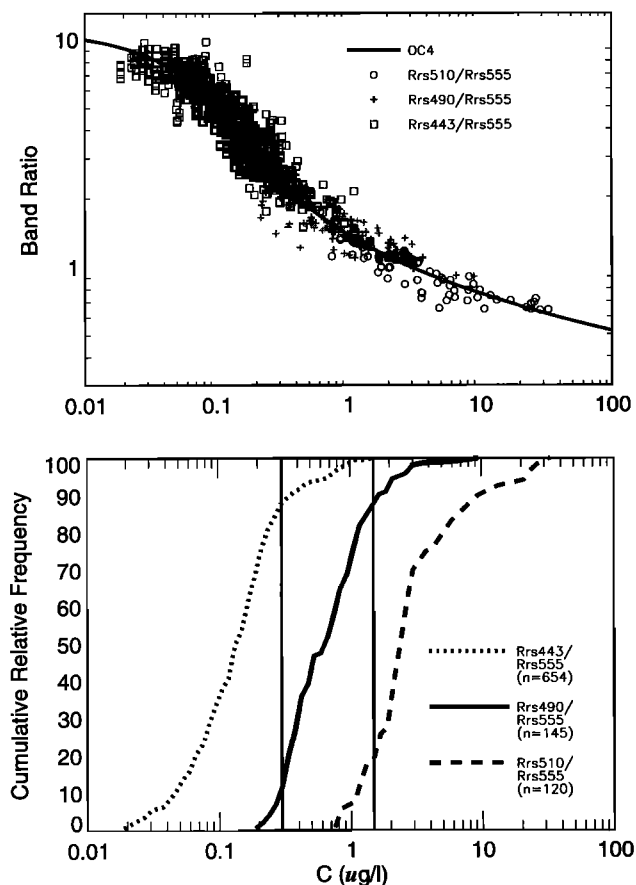 10
1
Band Ratio
OC4
Rrs510/Rrs555
Rrs490/Rrs555
Rrs443/Rrs555
0.01 0.1 1 10 100
100
90
80
70
60
50
40
30
20
10
0
Cumulative Relative Frequency
Rrs443/
Rrs555
(n=654)
Rrs490/
Rrs555
(n=145)
Rrs510/
Rrs555
(n=120)
0.01 0.1 1 10 100
C (ug/l)